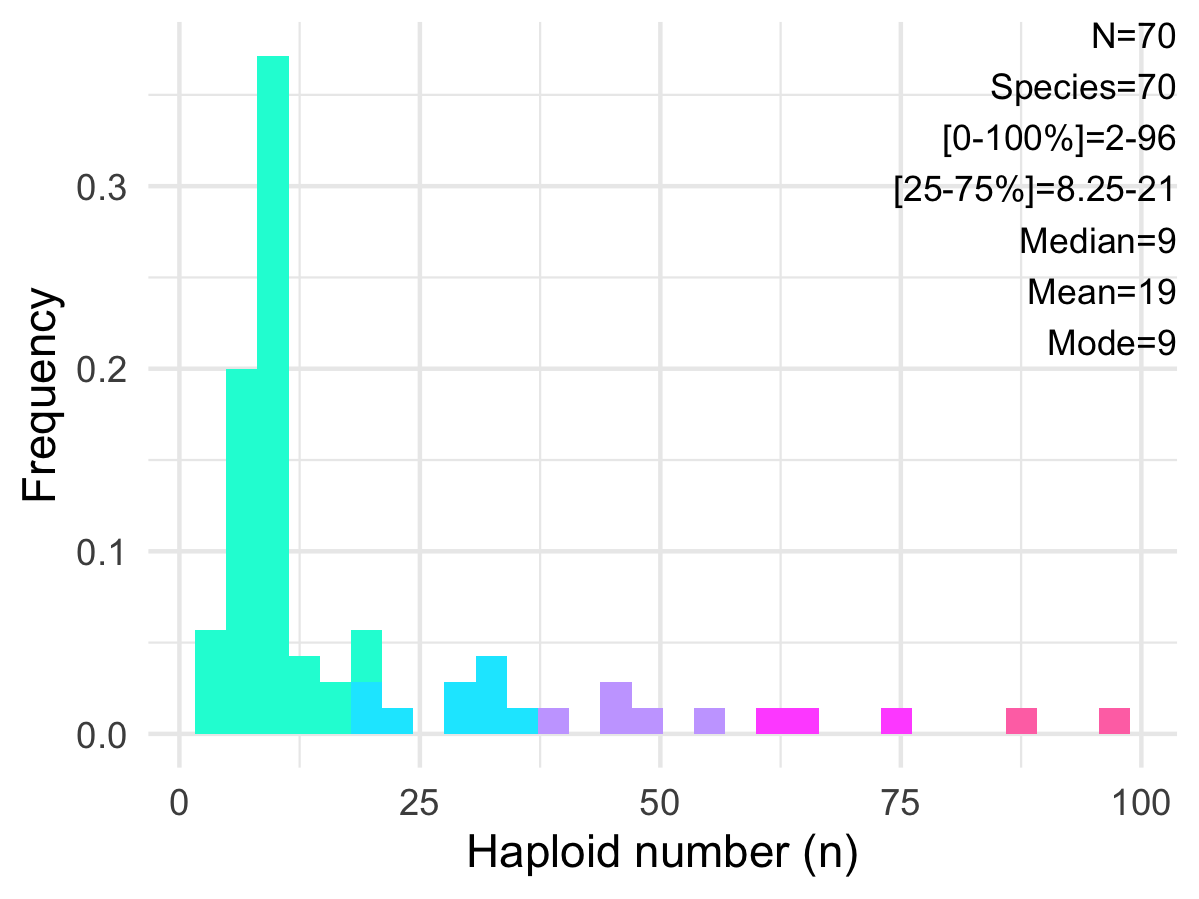 N=70
Species=70
[0-100%]=2-96
[25-75%]=8.25-21
Median=9
Mean=19
Mode=9
Frequency
0.3
0.2
0.1
0.0
0 25 50 75 100
Haploid number (n)